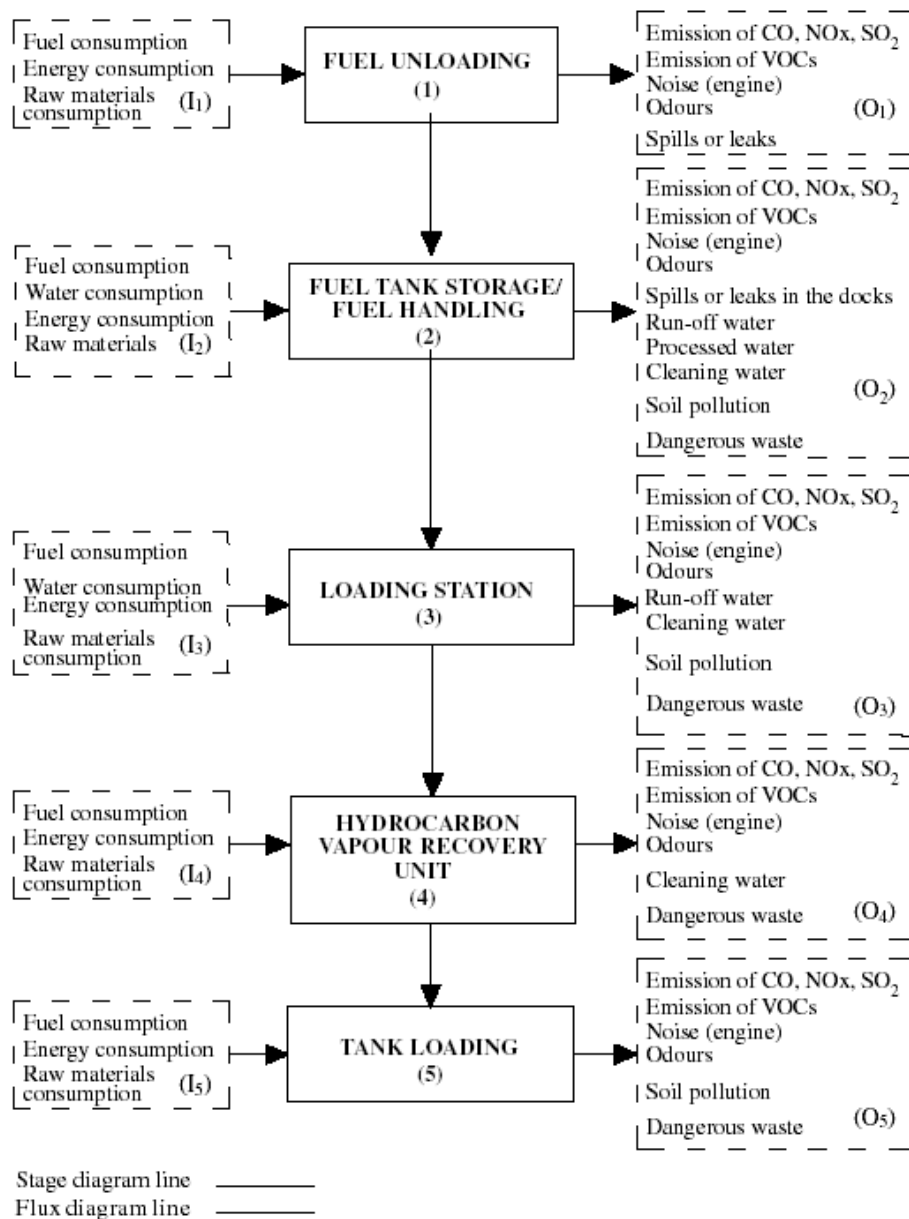 Fuel consumption
Energy consumption
Raw materials
consumption (I1)
FUEL UNLOADING
(1)
Emission of CO, NOx, SO2
Emission of VOCs
Noise (engine)
Odours (O1)
Spills or leaks
Fuel consumption
Water consumption
Energy consumption
Raw materials (I2)
FUEL TANK STORAGE/
FUEL HANDLING
(2)
Emission of CO, NOx, SO2
Emission of VOCs
Noise (engine)
Odours
Spills or leaks in the docks
Run-off water
Processed water
Cleaning water
(O2)
Soil pollution
Dangerous waste
Fuel consumption
Water consumption
Energy consumption
Raw materials
consumption (I3)
LOADING STATION
(3)
Emission of CO, NOx, SO2
Emission of VOCs
Noise (engine)
Odours
Run-off water
Cleaning water
Soil pollution
Dangerous waste (O3)
Fuel consumption
Energy consumption
Raw materials
consumption (I4)
HYDROCARBON
VAPOUR RECOVERY
UNIT
(4)
Emission of CO, NOx, SO2
Emission of VOCs
Noise (engine)
Odours
Cleaning water
Dangerous waste (O4)
Fuel consumption
Energy consumption
Raw materials
consumption (I5)
TANK LOADING
(5)
Emission of CO, NOx, SO2
Emission of VOCs
Noise (engine)
Odours
Soil pollution
Dangerous waste (O5)
Stage diagram line
Flux diagram line